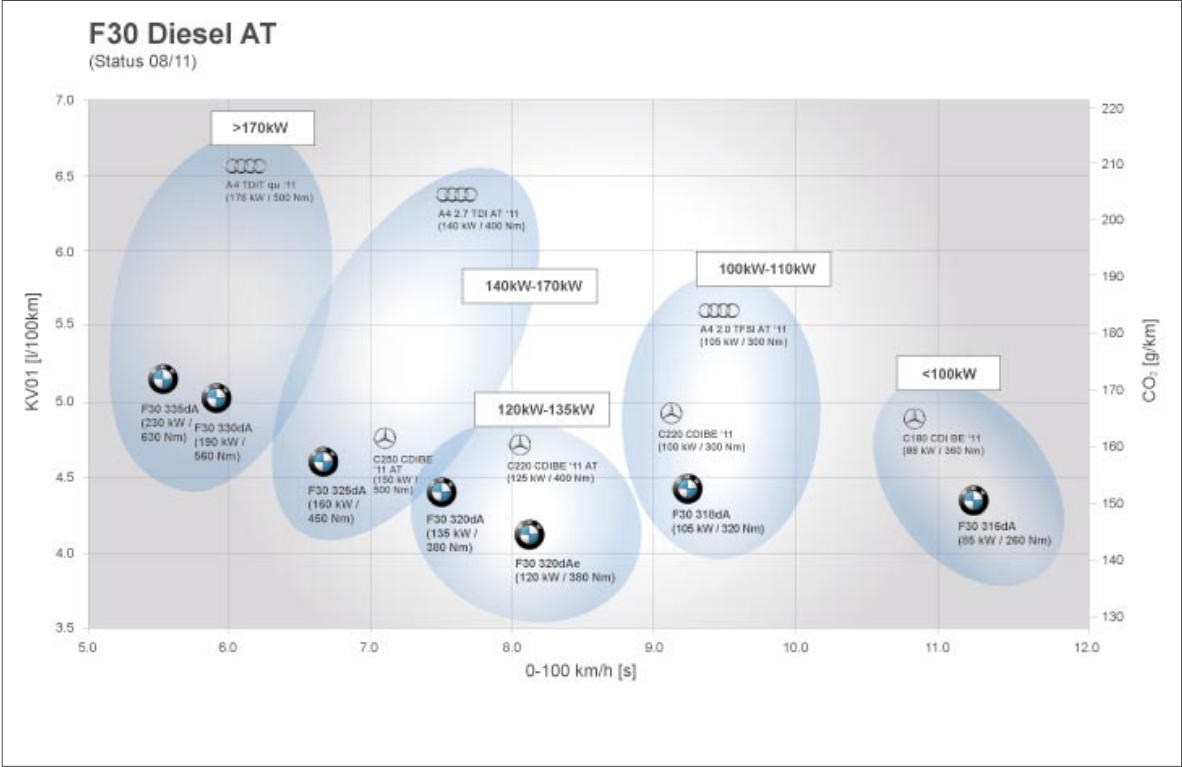 F30 Diesel AT
(Status 08/11)
7.0
6.5
6.0
5.5
5.0
4.5
4.0
3.5
KV01 [l/100km]
220
210
200
190
180
170
160
150
140
130
CO₂ [g/km]
>170kW
A4 TDIT qu '11
(176 kW / 500 Nm)
A4 2.7 TDI AT '11
(140 kW / 400 Nm)
140kW-170kW
100kW-110kW
A4 2.0 TFSI AT '11
(105 kW / 300 Nm)
<100kW
120kW-135kW
F30 335dA
(230 kW /
630 Nm)
F30 330dA
(190 kW /
560 Nm)
F30 325dA
(160 kW /
450 Nm)
C250 CDIBE
'11 AT
(150 kW /
500 Nm)
F30 320dA
(135 kW /
380 Nm)
C220 CDIBE '11 AT
(125 kW / 400 Nm)
F30 320dAe
(120 kW / 380 Nm)
C220 CDIBE '11
(100 kW / 300 Nm)
F30 318dA
(105 kW / 320 Nm)
C180 CDI BE '11
(88 kW / 360 Nm)
F30 316dA
(85 kW / 260 Nm)
5.0
6.0
7.0
8.0
9.0
10.0
11.0
12.0
0-100 km/h [s]